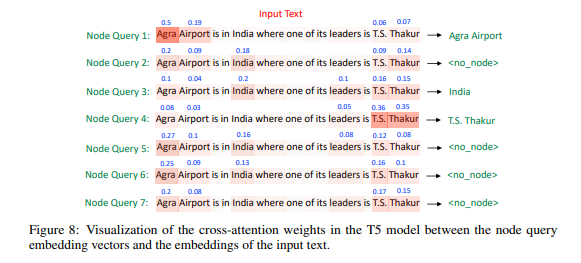 Input Text
0.5 0.19 0.06 0.07
Node Query 1: Agra Airport is in India where one of its leaders is T.S. Thakur → Agra Airport
0.2 0.09 0.18 0.09 0.14
Node Query 2: Agra Airport is in India where one of its leaders is T.S. Thakur → <no_node>
0.1 0.04 0.2 0.1 0.16 0.15
Node Query 3: Agra Airport is in India where one of its leaders is T.S. Thakur → India
0.08 0.03 0.05 0.36 0.35
Node Query 4: Agra Airport is in India where one of its leaders is T.S. Thakur → T.S. Thakur
0.27 0.1 0.16 0.08 0.12 0.08
Node Query 5: Agra Airport is in India where one of its leaders is T.S. Thakur → <no_node>
0.25 0.09 0.13 0.16 0.1
Node Query 6: Agra Airport is in India where one of its leaders is T.S. Thakur → <no_node>
0.2 0.08 0.17 0.15
Node Query 7: Agra Airport is in India where one of its leaders is T.S. Thakur → <no_node>
Figure 8: Visualization of the cross-attention weights in the T5 model between the node query
embedding vectors and the embeddings of the input text.